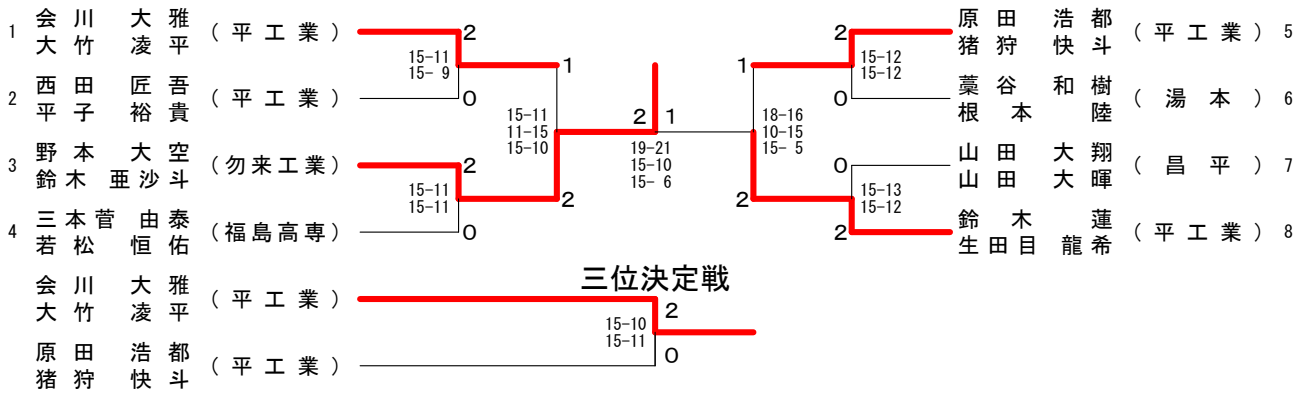 1 会川 大雅 大竹 凌平 (平工業) 2
15-11
15- 9
2 西田 匠吾 平子 裕貴 (平工業) 0
1
15-11
11-15
15-10
3 野本 大空 鈴木 亜沙斗 (勿来工業) 2
15-11
15-11
4 三本菅 由泰 若松 恒佑 (福島高専) 0
2
2 1
19-21
15-10
15- 6
2 原田 浩都 猪狩 快斗 (平工業) 5
15-12
15-12
0 藁谷 和樹 根本 陸 (湯本) 6
1
18-16
10-15
15- 5
0 山田 大翔 山田 大暉 (昌平) 7
15-13
15-12
2 鈴木 蓮 生田目 龍希 (平工業) 8
2
三位決定戦
会川 大雅 大竹 凌平 (平工業) 2
15-10
15-11
原田 浩都 猪狩 快斗 (平工業) 0